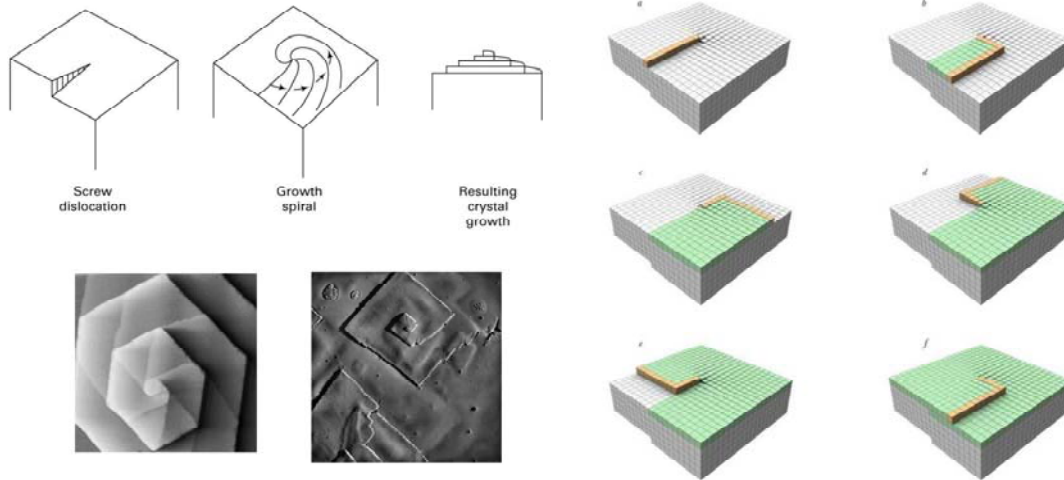 a
b
Screw
dislocation
Growth
spiral
Resulting
crystal
growth
c
d
e
f